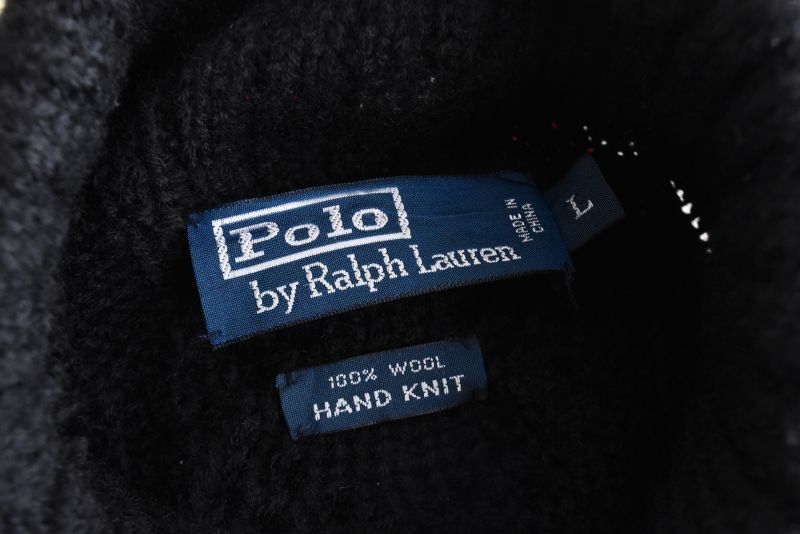 Polo
by Ralph Lauren
MADE IN
CHINA
L
100% WOOL
HAND KNIT